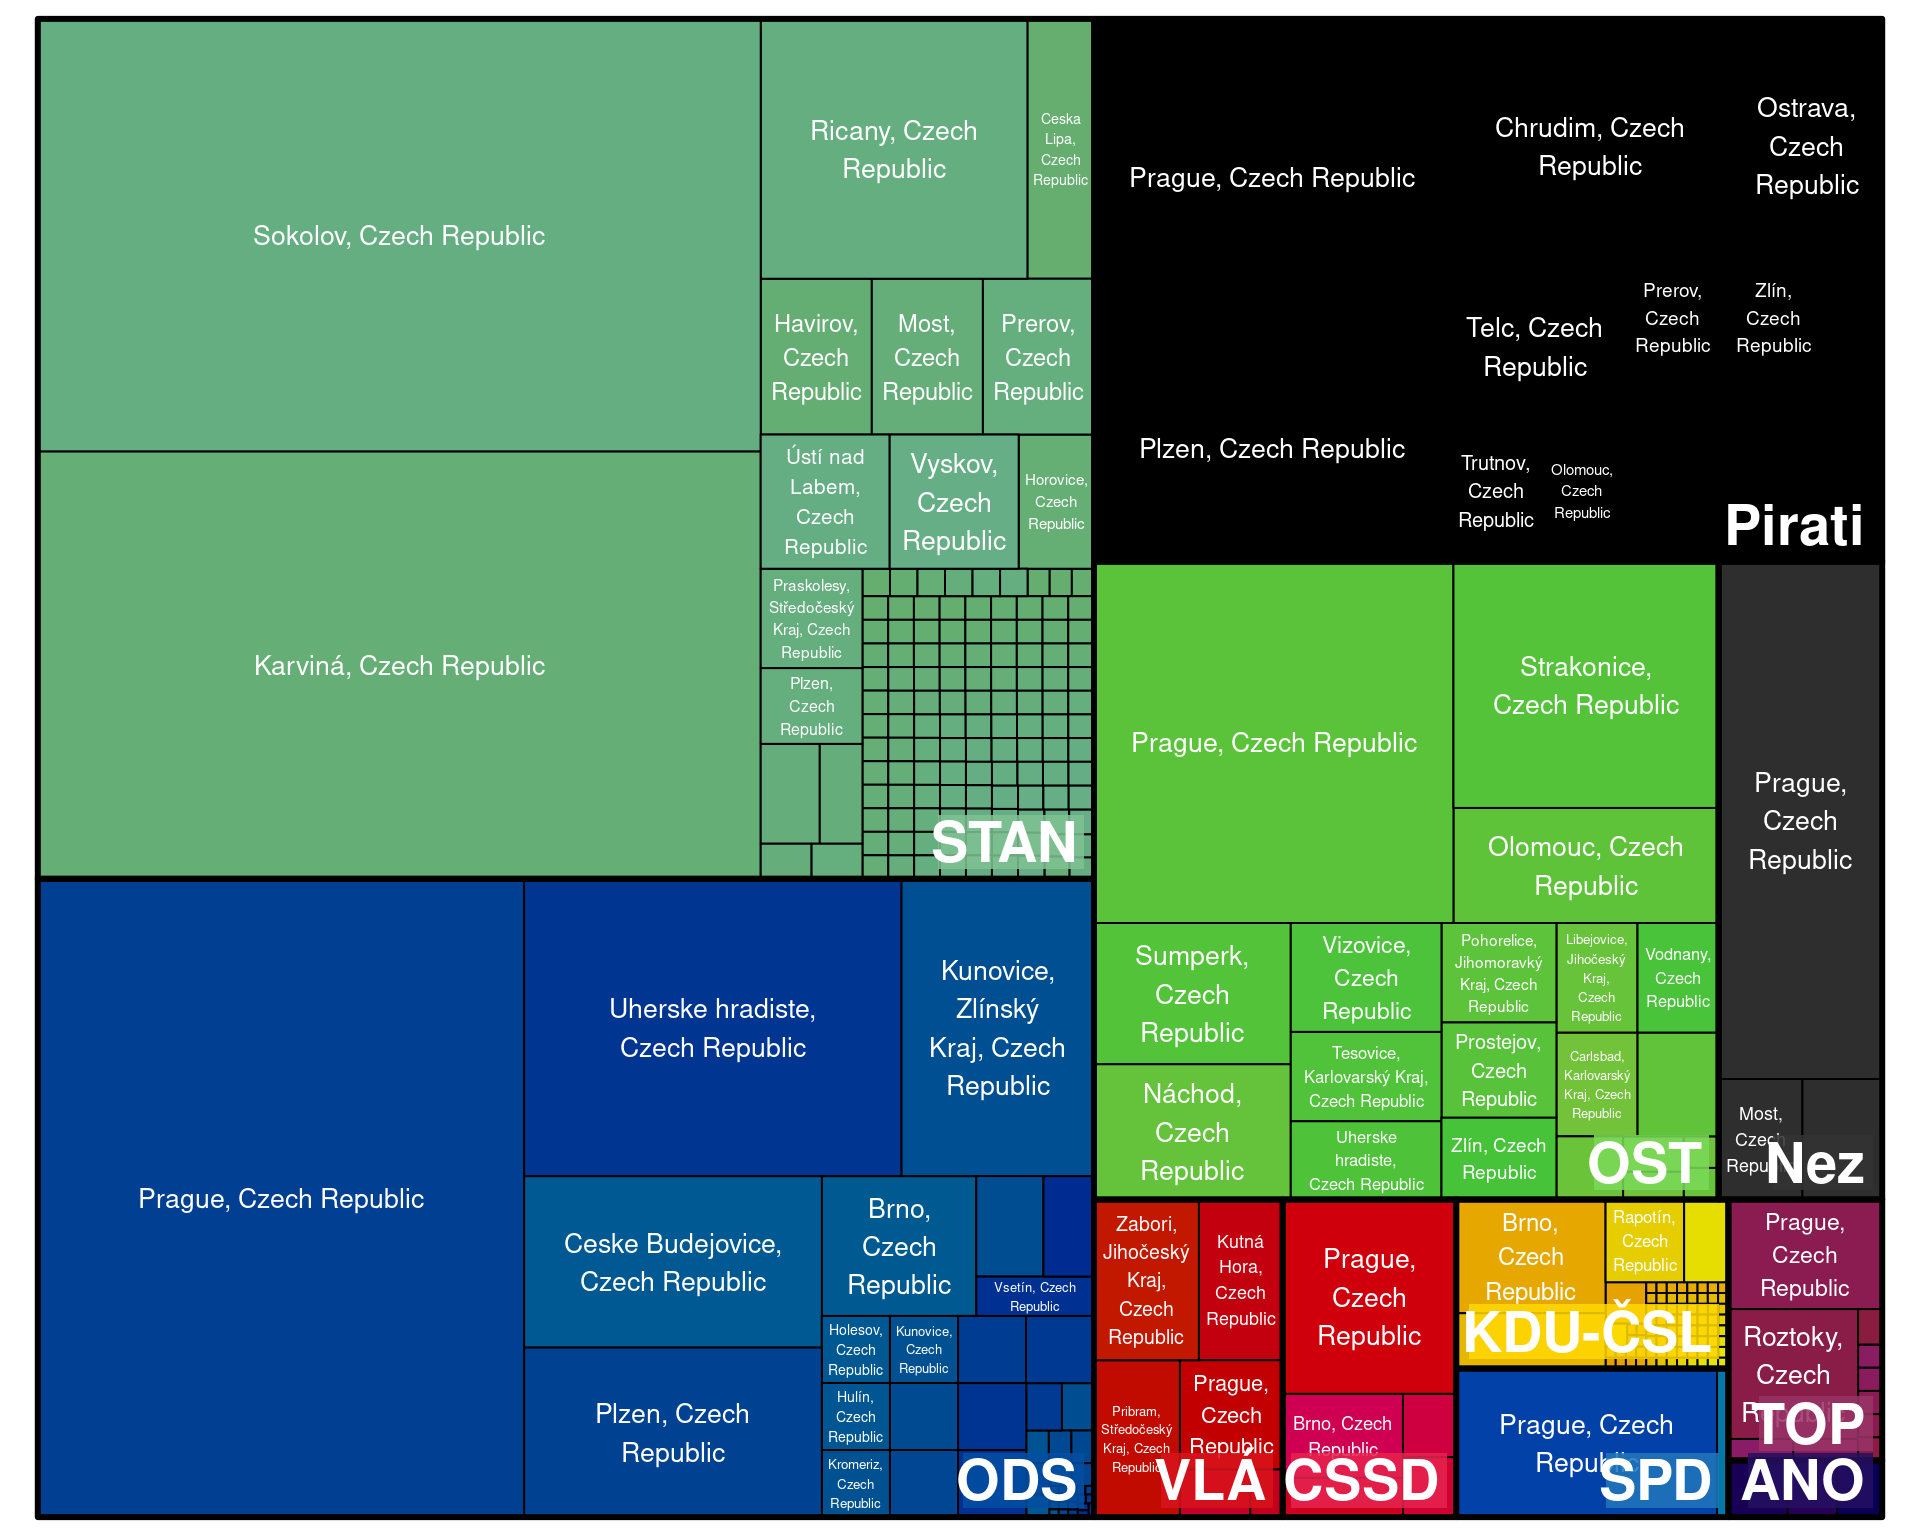 Sokolov, Czech Republic
Ricany, Czech
Republic
Ceska
Lipa,
Czech
Republic
Havirov,
Czech
Republic
Most,
Czech
Republic
Prerov,
Czech
Republic
Ústí nad
Labem,
Czech
Republic
Vyskov,
Czech
Republic
Horovice,
Czech
Republic
Karviná, Czech Republic
Praskolesy,
Středočeský
Kraj, Czech
Republic
Plzen,
Czech
Republic
STAN
Prague, Czech Republic
Uherske hradiste,
Czech Republic
Kunovice,
Zlínský
Kraj, Czech
Republic
Ceske Budejovice,
Czech Republic
Brno,
Czech
Republic
Vsetín, Czech
Republic
Plzen, Czech
Republic
Holesov,
Czech
Republic
Kunovice,
Czech
Republic
Hulín,
Czech
Republic
Kromeriz,
Czech
Republic
ODS
Prague, Czech Republic
Chrudim, Czech
Republic
Ostrava,
Czech
Republic
Plzen, Czech Republic
Telc, Czech
Republic
Prerov,
Czech
Republic
Zlín,
Czech
Republic
Trutnov,
Czech
Republic
Olomouc,
Czech
Republic
Pirati
Prague, Czech Republic
Strakonice,
Czech Republic
Olomouc, Czech
Republic
Sumperk,
Czech
Republic
Náchod,
Czech
Republic
Vizovice,
Czech
Republic
Tesovice,
Karlovarský Kraj,
Czech Republic
Uherske
hradiste,
Czech Republic
Pohorelice,
Jihomoravký
Kraj, Czech
Republic
Prostejov,
Czech
Republic
Zlín, Czech
Republic
Libejovice,
Jihočeský
Kraj,
Czech
Republic
Vodnany,
Czech
Republic
Carlsbad,
Karlovarský
Kraj, Czech
Republic
OST
Prague,
Czech
Republic
Most,
Czech
Republic
Nez
Zabori,
Jihočeský
Kraj,
Czech
Republic
Kutná
Hora,
Czech
Republic
Pribram,
Středočeský
Kraj, Czech
Republic
Prague,
Czech
Republic
VLÁ
Prague,
Czech
Republic
Brno, Czech
Republic
CSSD
Brno,
Czech
Republic
Rapotín,
Czech
Republic
KDU-ČSL
Prague, Czech
Republic
SPD
Prague,
Czech
Republic
Roztoky,
Czech
Republic
TOP
ANO